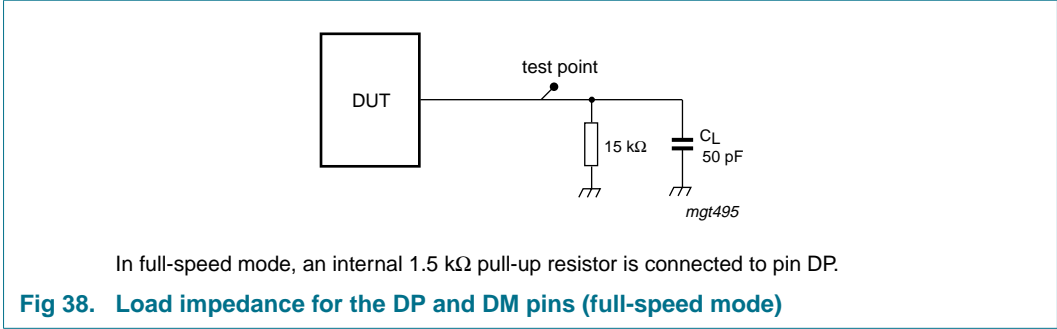 test point
DUT
15 kΩ
CL
50 pF
mgt495
In full-speed mode, an internal 1.5 kΩ pull-up resistor is connected to pin DP.
Fig 38. Load impedance for the DP and DM pins (full-speed mode)